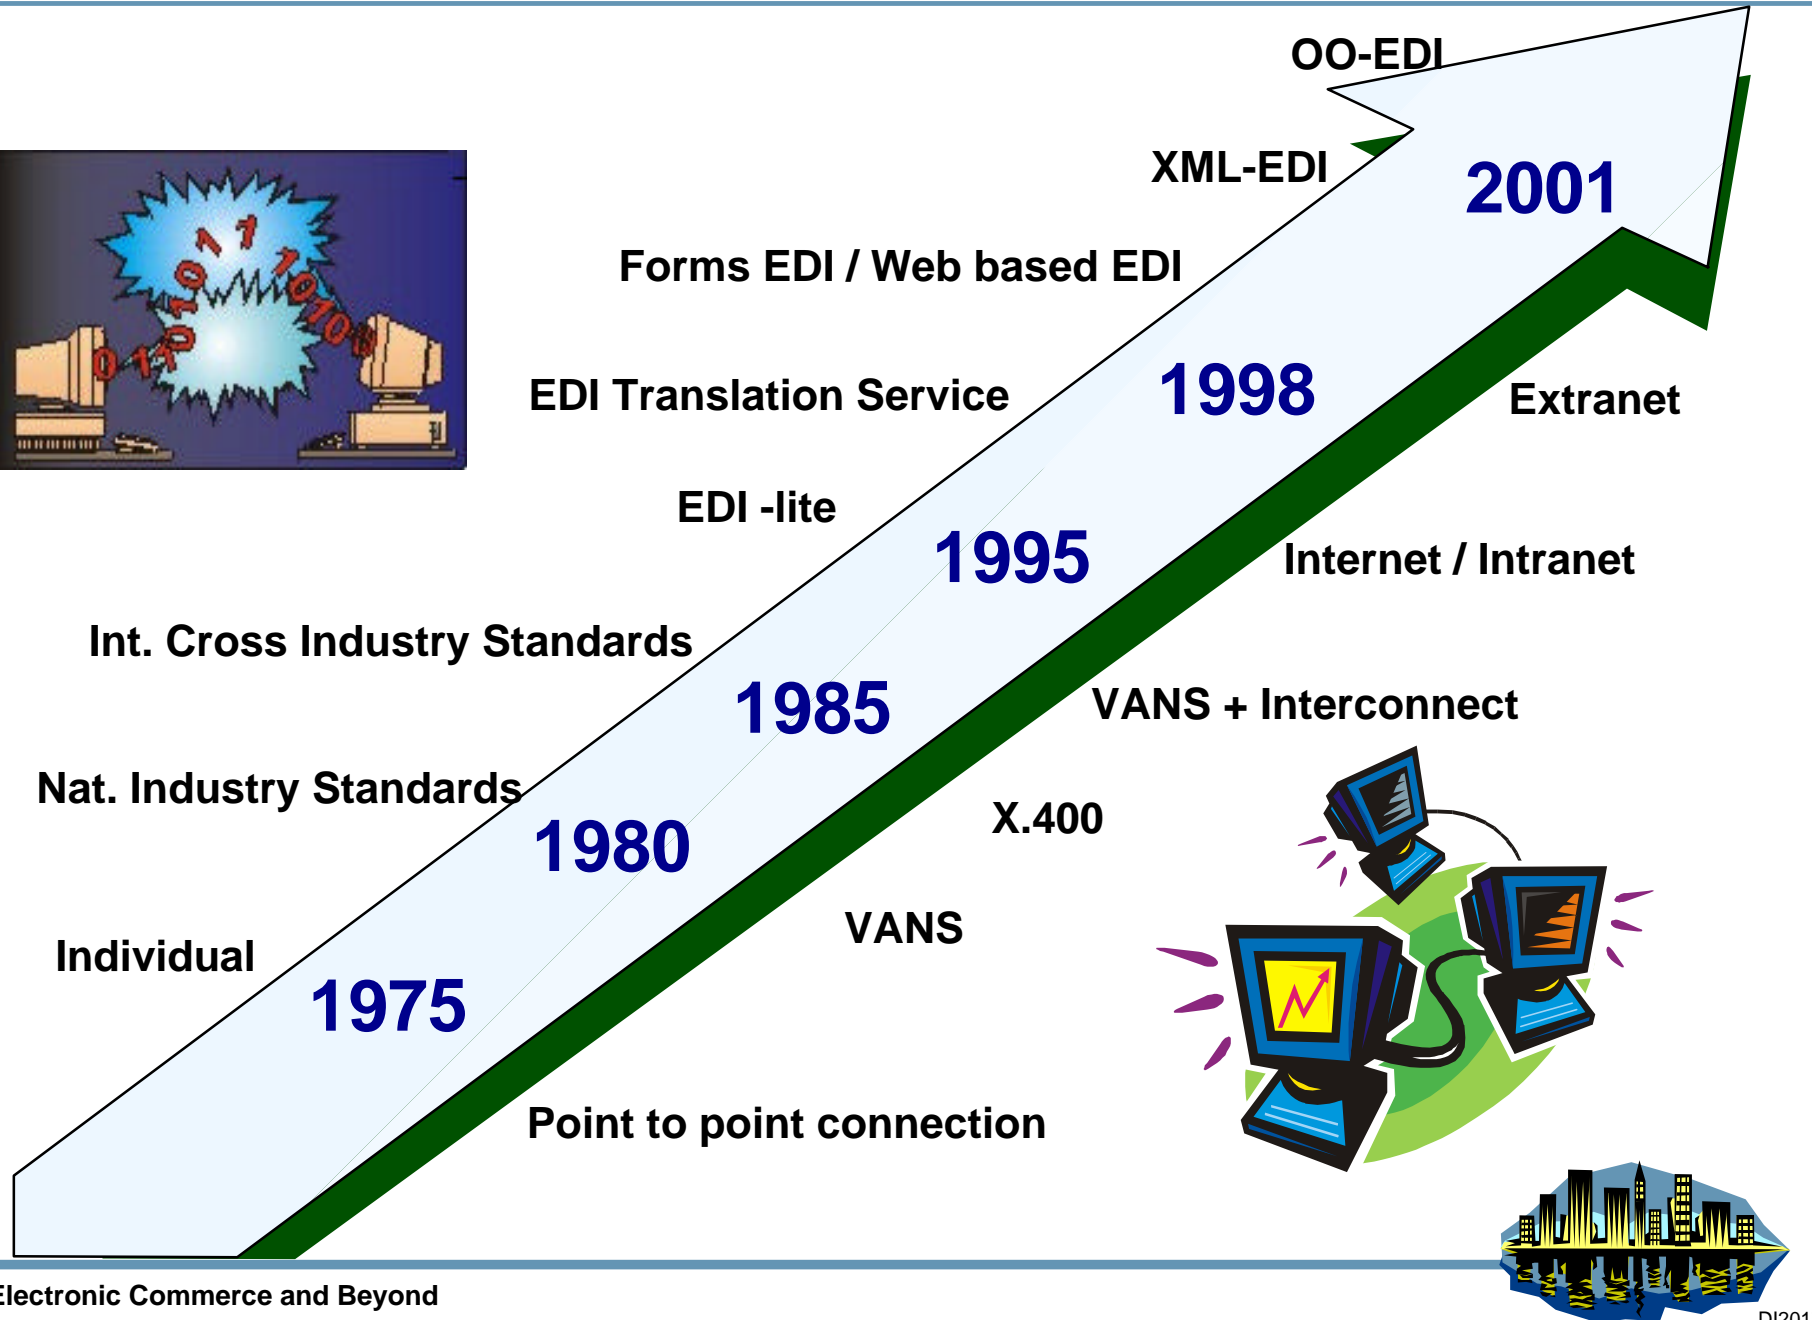 OO-EDI
XML-EDI
2001
Forms EDI / Web based EDI
EDI Translation Service
1998
Extranet
EDI -lite
1995
Internet / Intranet
Int. Cross Industry Standards
1985
VANS + Interconnect
Nat. Industry Standards
1980
X.400
Individual
1975
VANS
Point to point connection
Electronic Commerce and Beyond
DI201